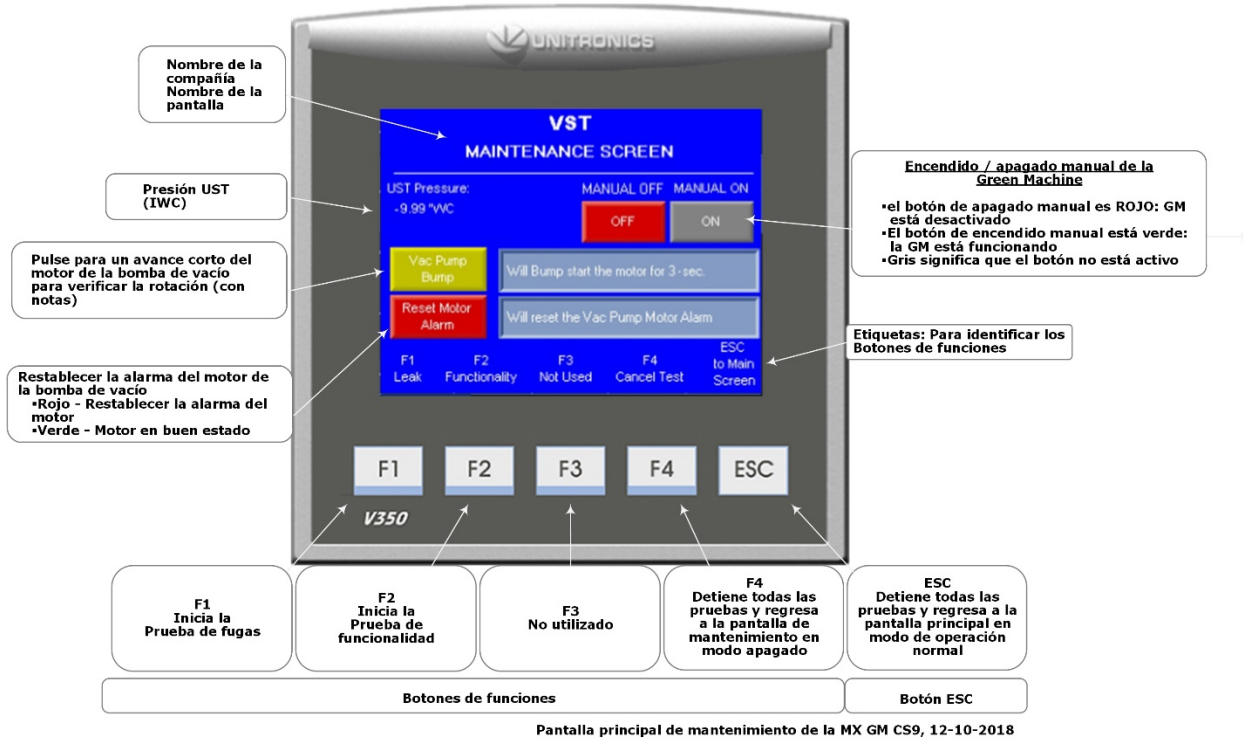 UNITRONICS
Nombre de la
compañía
Nombre de la
pantalla
VST
MAINTENANCE SCREEN
Presión UST
(IWC)
UST Pressure:
-9.99 "WC
MANUAL OFF MANUAL ON
OFF ON
Encendido / apagado manual de la
Green Machine
▪el botón de apagado manual es ROJO: GM
está desactivado
▪El botón de encendido manual está verde:
la GM está funcionando
▪Gris significa que el botón no está activo
Pulse para un avance corto del
motor de la bomba de vacío
para verificar la rotación (con
notas)
Vac Pump
Bump
Will Bump start the motor for 3-sec.
Reset Motor
Alarm
Will reset the Vac Pump Motor Alarm
Etiquetas: Para identificar los
Botones de funciones
Restablecer la alarma del motor de
la bomba de vacío
▪Rojo - Restablecer la alarma del
motor
▪Verde - Motor en buen estado
F1
Leak
F2
Functionality
F3
Not Used
F4
Cancel Test
ESC
to Main
Screen
F1 F2 F3 F4 ESC
V350
F1
Inicia la
Prueba de fugas
F2
Inicia la
Prueba de
funcionalidad
F3
No utilizado
F4
Detiene todas las
pruebas y regresa
a la pantalla de
mantenimiento en
modo apagado
ESC
Detiene todas las
pruebas y regresa a la
pantalla principal en
modo de operación
normal
Botones de funciones
Botón ESC
Pantalla principal de mantenimiento de la MX GM CS9, 12-10-2018